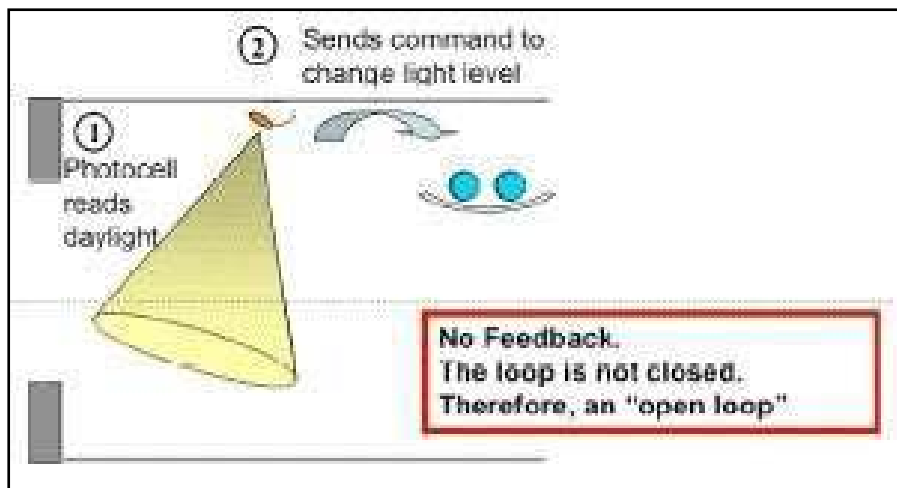 2 Sends command to
change light level
1
Photocell
reads
daylight
No Feedback.
The loop is not closed.
Therefore, an "open loop"